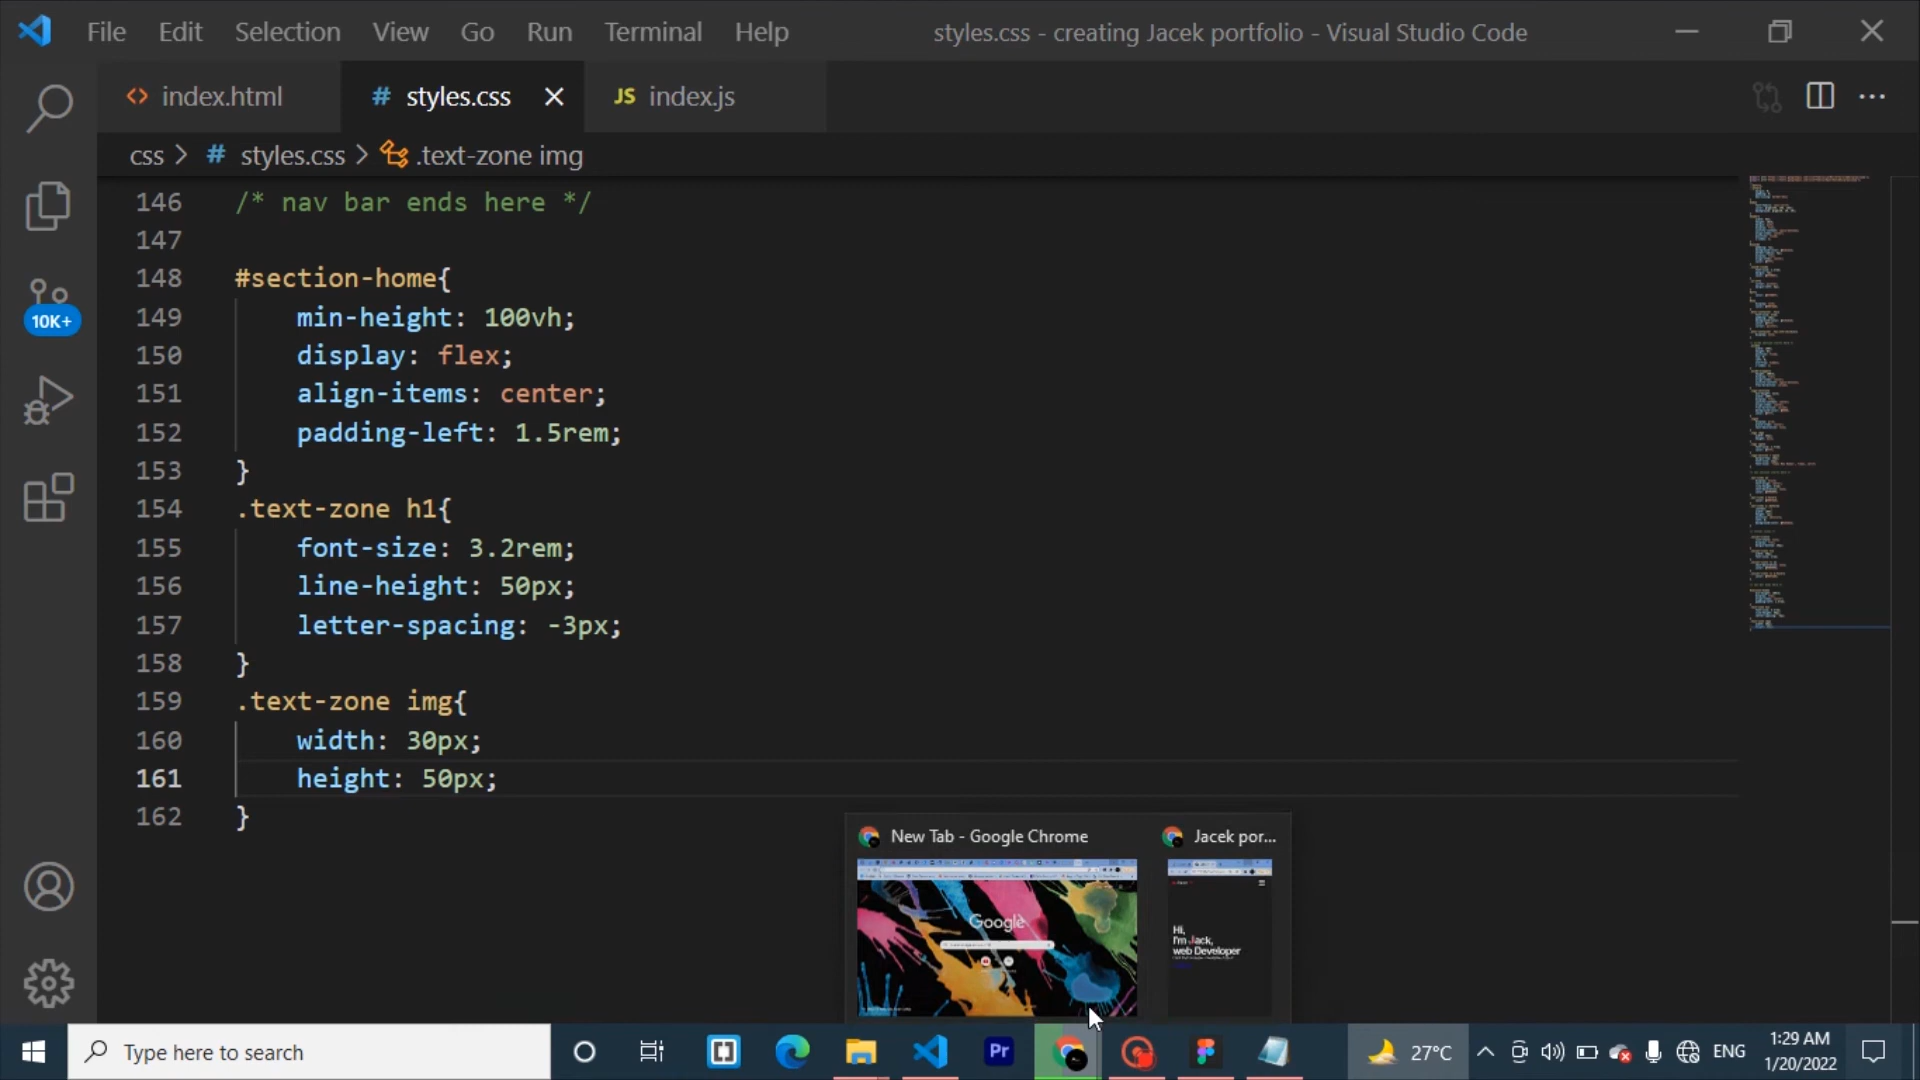 File Edit Selection View Go Run Terminal Help styles.css - creating Jacek portfolio - Visual Studio Code
<> index.html # styles.css JS index.js
css > # styles.css > .text-zone img
146 /* nav bar ends here */
147
148 #section-home{
149 min-height: 100vh;
150 display: flex;
151 align-items: center;
152 padding-left: 1.5rem;
153 }
154 .text-zone h1{
155 font-size: 3.2rem;
156 line-height: 50px;
157 letter-spacing: -3px;
158 }
159 .text-zone img{
160 width: 30px;
161 height: 50px;
162 }
10K+
New Tab - Google Chrome Jacek por...
Google
Hi,
I'm Jack,
web Developer
Type here to search
Pr
27°C
ENG
1:29 AM
1/20/2022